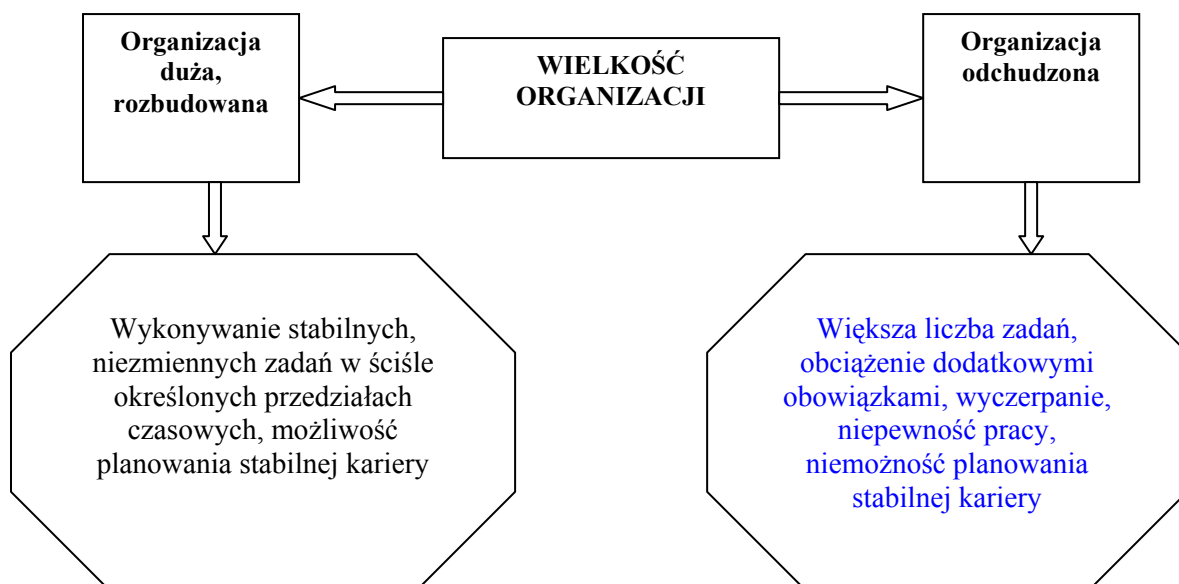 Organizacja
duża,
rozbudowana
WIELKOŚĆ
ORGANIZACJI
Organizacja
odchudzona
Wykonywanie stabilnych,
niezmiennych zadań w ściśle
określonych przedziałach
czasowych, możliwość
planowania stabilnej kariery
Większa liczba zadań,
obciążenie dodatkowymi
obowiązkami, wyczerpanie,
niepewność pracy,
niemożność planowania
stabilnej kariery